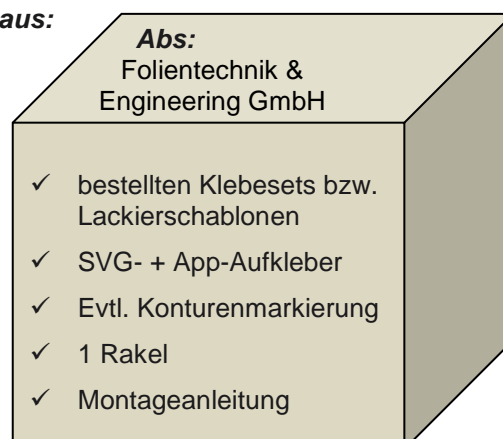 aus:
Abs:
Folientechnik &
Engineering GmbH
✓ bestellten Klebesets bzw.
Lackierschablonen
✓ SVG- + App-Aufkleber
✓ Evtl. Konturenmarkierung
✓ 1 Rakel
✓ Montageanleitung